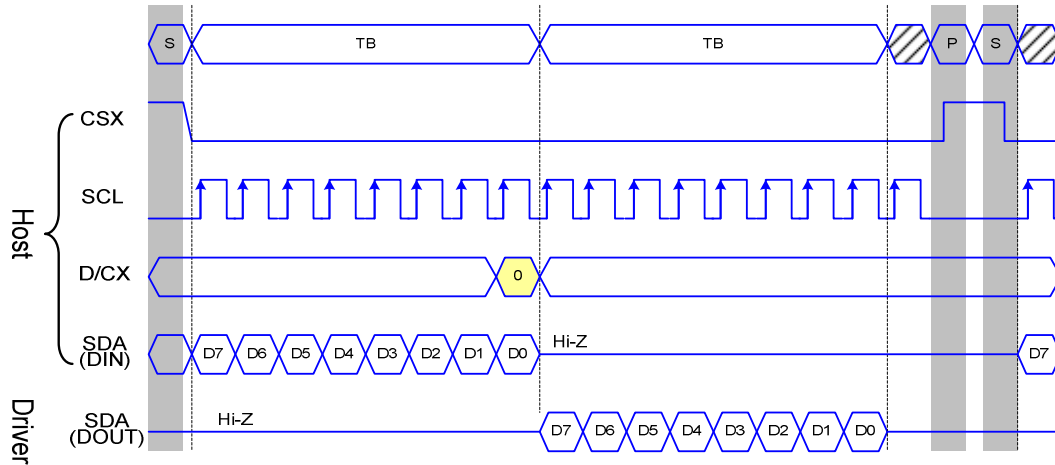 S TB TB P S
CSX
SCL
D/CX 0
SDA
(DIN) D7 D6 D5 D4 D3 D2 D1 D0 Hi-Z D7
SDA
(DOUT) Hi-Z D7 D6 D5 D4 D3 D2 D1 D0
Host
Driver